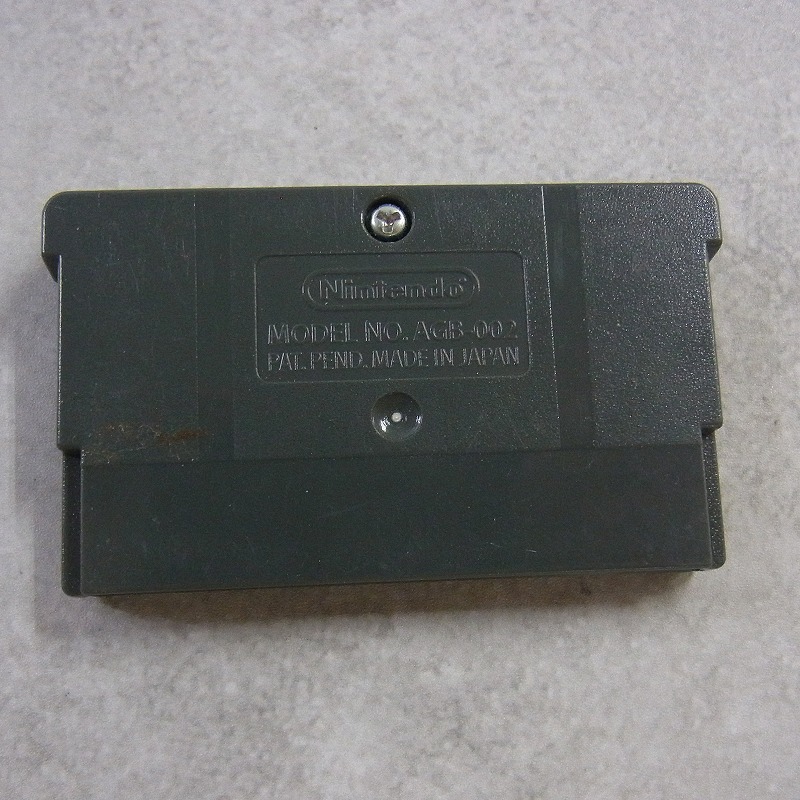 Nintendo®
MODEL NO. AGB-002
PAT. PEND. MADE IN JAPAN